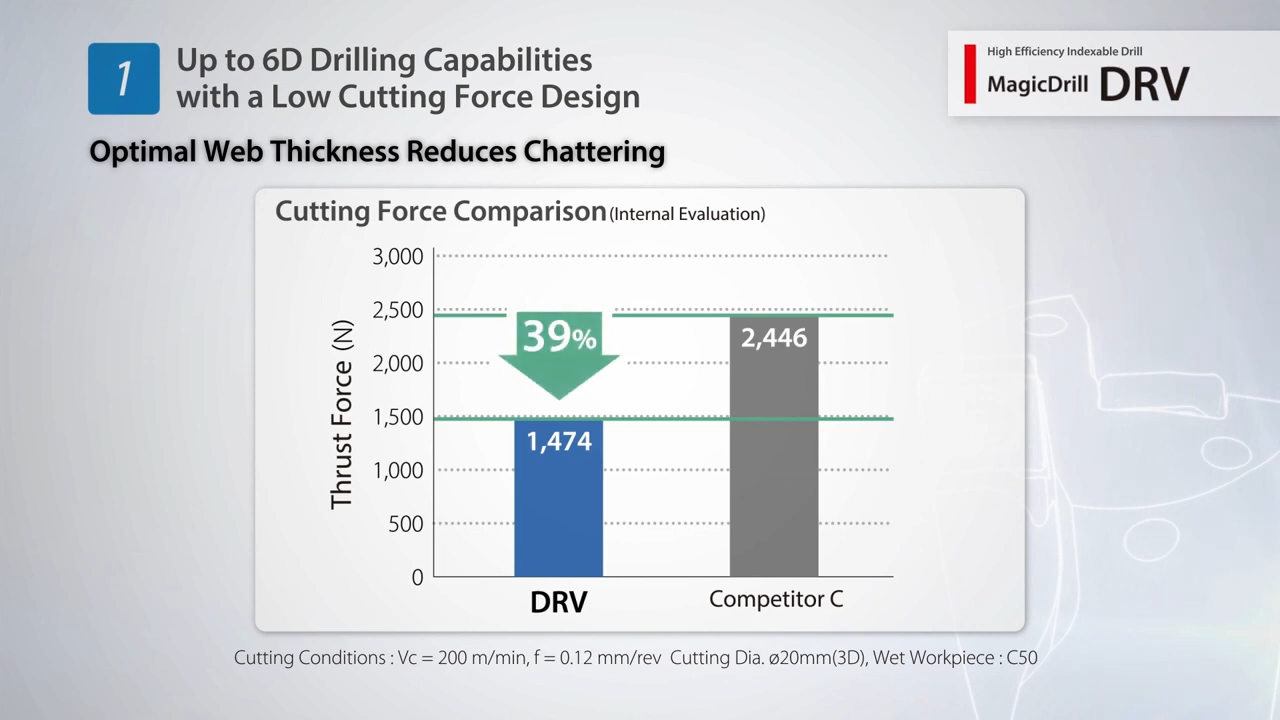 1
Up to 6D Drilling Capabilities
with a Low Cutting Force Design
High Efficiency Indexable Drill
MagicDrill DRV
Optimal Web Thickness Reduces Chattering
Cutting Force Comparison (Internal Evaluation)
Thrust Force (N)
3,000
2,500
2,000
1,500
1,000
500
0
39%
1,474
2,446
DRV
Competitor C
Cutting Conditions : Vc = 200 m/min, f = 0.12 mm/rev  Cutting Dia. ø20mm(3D), Wet Workpiece : C50